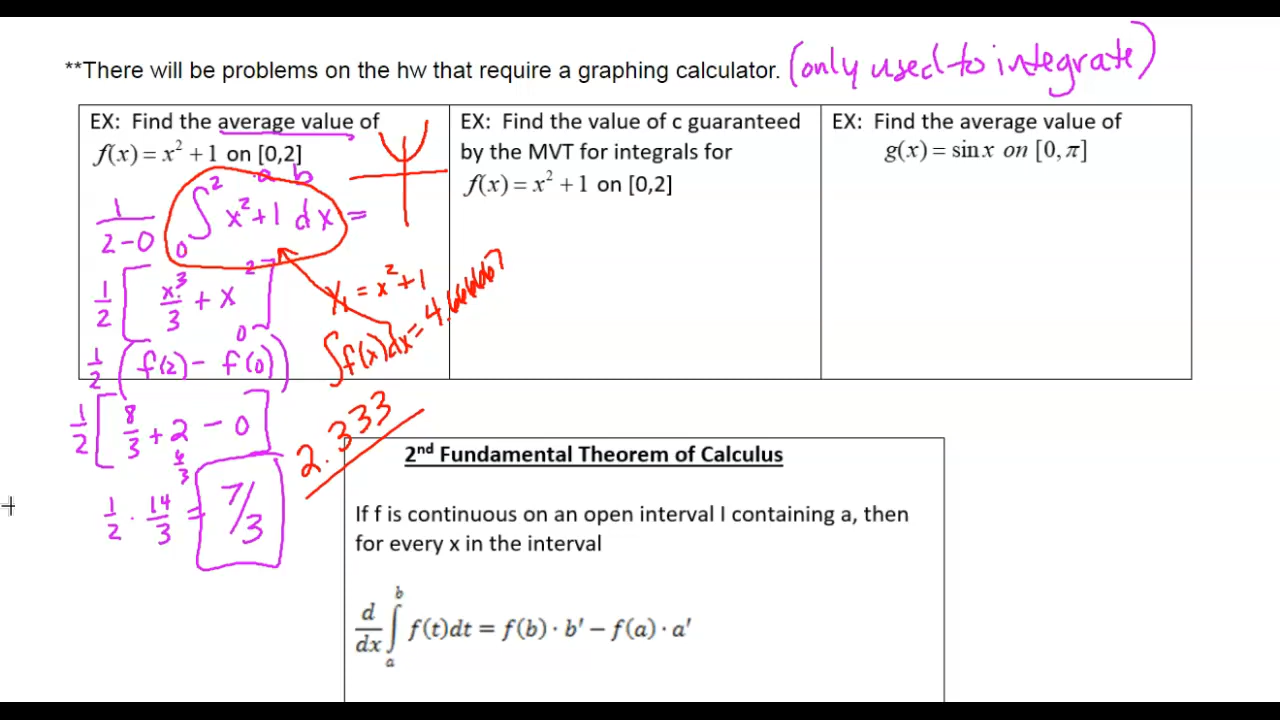 **There will be problems on the hw that require a graphing calculator. (only used to integrate)
EX: Find the average value of
f(x) = x² + 1 on [0,2]
a b
1/(2-0) ∫₀² x²+1 dx =
1/2 [x³/3 + x]₀²
1/2 (f(2) - f(0))
1/2 [8/3 + 2 - 0]
6/3
1/2 · 14/3 = 7/3
Y₁ = x²+1
∫f(x)dx = 4.66667
2.333
EX: Find the value of c guaranteed
by the MVT for integrals for
f(x) = x² + 1 on [0,2]
EX: Find the average value of
g(x) = sin x on [0, π]
2nd Fundamental Theorem of Calculus
If f is continuous on an open interval I containing a, then
for every x in the interval
d/dx ∫ₐᵇ f(t)dt = f(b) · b′ − f(a) · a′